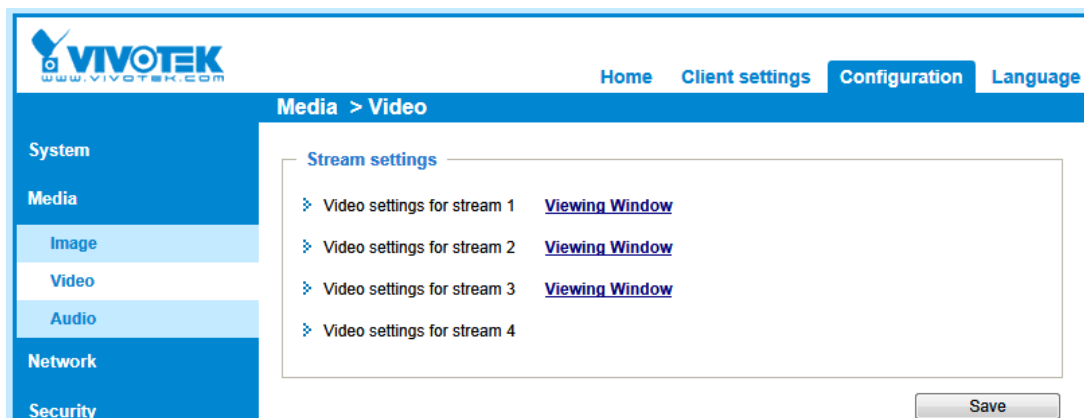 VIVOTEK
www.vivotek.com
Home Client settings Configuration Language
Media > Video
System
Media
Image
Video
Audio
Network
Security
Stream settings
Video settings for stream 1 Viewing Window
Video settings for stream 2 Viewing Window
Video settings for stream 3 Viewing Window
Video settings for stream 4
Save